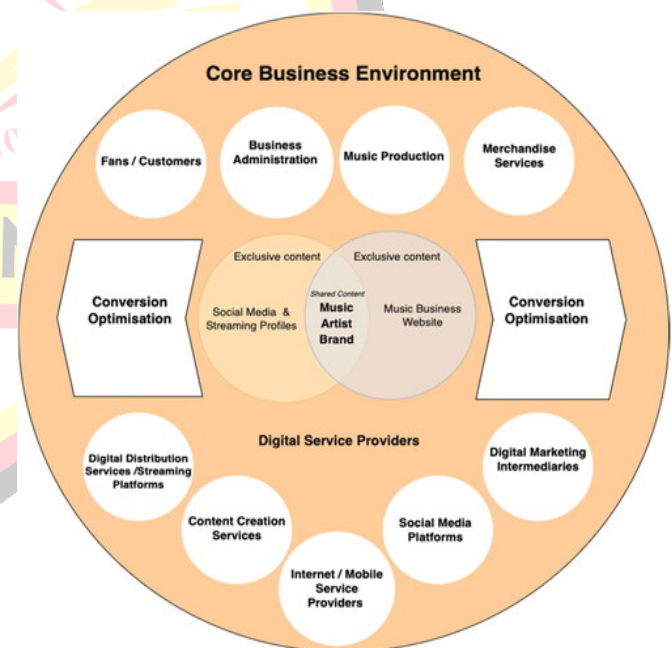 Core Business Environment
Fans / Customers
Business
Administration
Music Production
Merchandise
Services
Exclusive content
Exclusive content
Conversion
Optimisation
Social Media &
Streaming Profiles
Shared Content
Music
Artist
Brand
Music Business
Website
Conversion
Optimisation
Digital Service Providers
Digital Distribution
Services /Streaming
Platforms
Content Creation
Services
Internet / Mobile
Service
Providers
Social Media
Platforms
Digital Marketing
Intermediaries